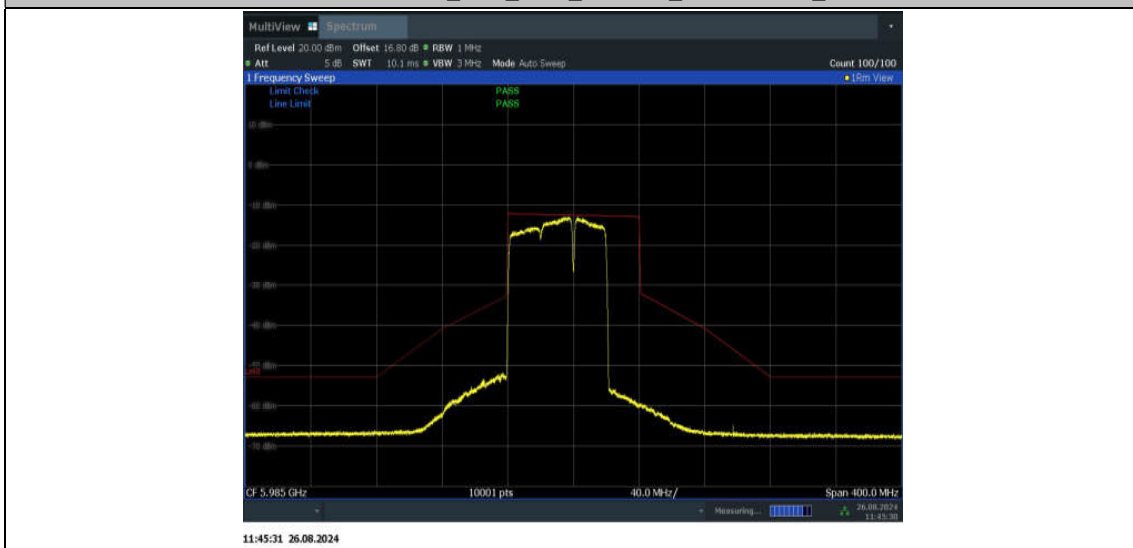 MultiView Spectrum
Ref Level 20.00 dBm Offset 16.80 dB RBW 1 MHz
Att 5 dB SWT 10.1 ms VBW 3 MHz Mode Auto Sweep Count 100/100
1 Frequency Sweep 1Rm View
Limit Check PASS
Line Limit PASS
10 dBm
0 dBm
-10 dBm
-20 dBm
-30 dBm
-40 dBm
-50 dBm
-60 dBm
-70 dBm
CF 5.985 GHz 10001 pts 40.0 MHz/ Span 400.0 MHz
Measuring... 26.08.2024
11:45:30
11:45:31 26.08.2024